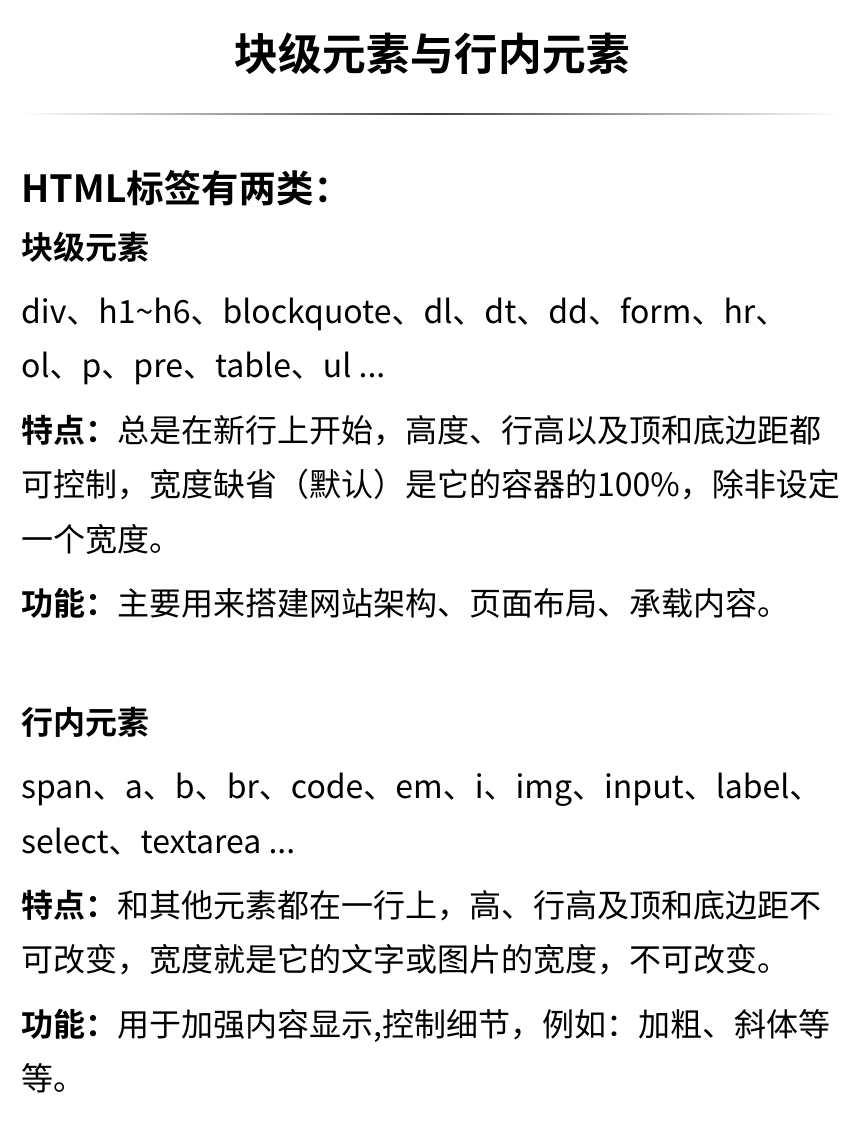 块级元素与行内元素
HTML标签有两类：
块级元素
div、h1~h6、blockquote、dl、dt、dd、form、hr、
ol、p、pre、table、ul ...
特点：总是在新行上开始，高度、行高以及顶和底边距都
可控制，宽度缺省（默认）是它的容器的100%，除非设定
一个宽度。
功能：主要用来搭建网站架构、页面布局、承载内容。
行内元素
span、a、b、br、code、em、i、img、input、label、
select、textarea ...
特点：和其他元素都在一行上，高、行高及顶和底边距不
可改变，宽度就是它的文字或图片的宽度，不可改变。
功能：用于加强内容显示,控制细节，例如：加粗、斜体等
等。